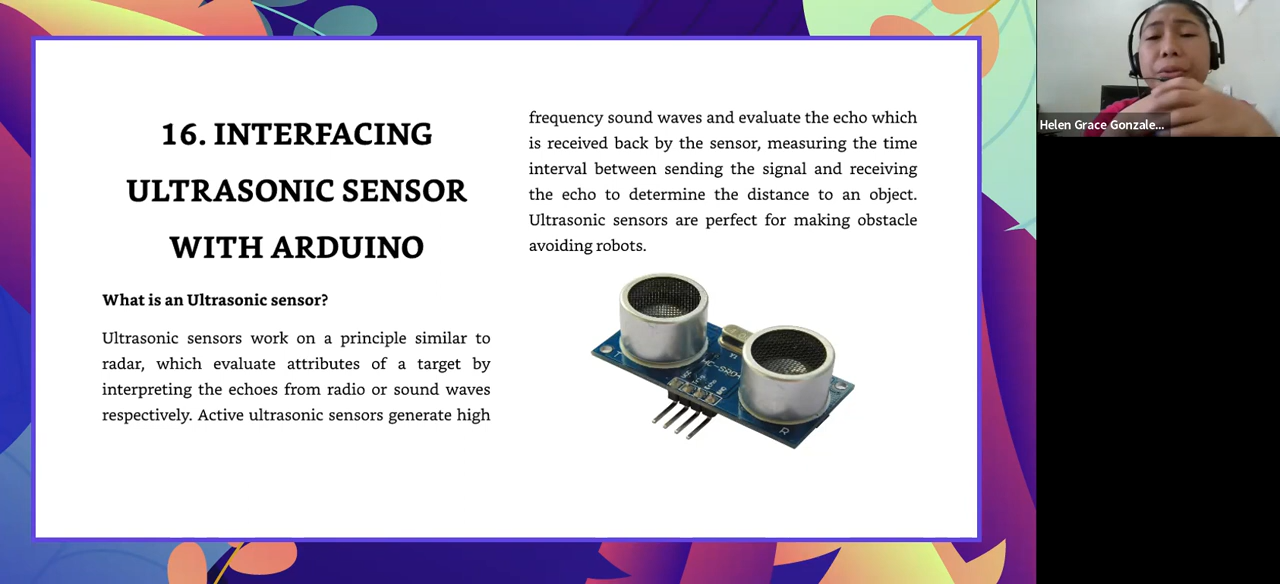 16. INTERFACING
ULTRASONIC SENSOR
WITH ARDUINO
What is an Ultrasonic sensor?
Ultrasonic sensors work on a principle similar to
radar, which evaluate attributes of a target by
interpreting the echoes from radio or sound waves
respectively. Active ultrasonic sensors generate high
frequency sound waves and evaluate the echo which
is received back by the sensor, measuring the time
interval between sending the signal and receiving
the echo to determine the distance to an object.
Ultrasonic sensors are perfect for making obstacle
avoiding robots.
T
HC-SR04
R
Helen Grace Gonzale...